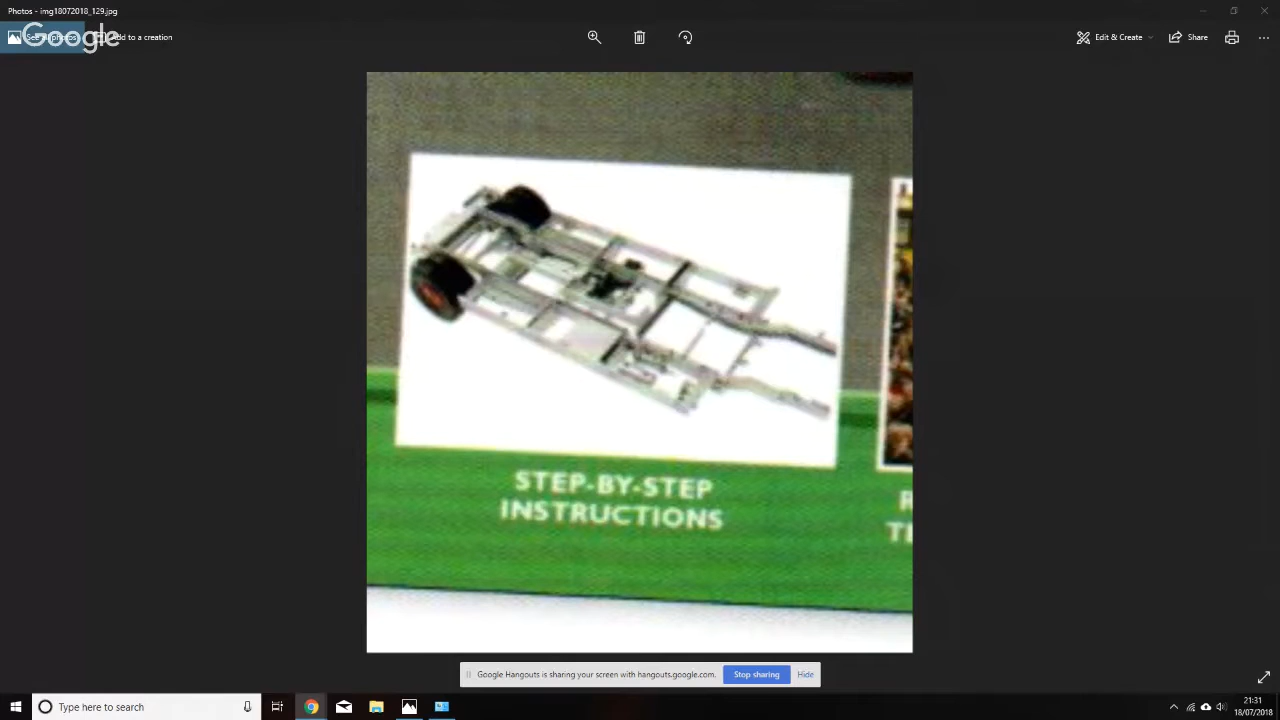 Photos - img18072018_129.jpg
Google
Add to a creation
Edit & Create
Share
STEP-BY-STEP
INSTRUCTIONS
Google Hangouts is sharing your screen with hangouts.google.com.
Stop sharing
Hide
Type here to search
21:31
18/07/2018